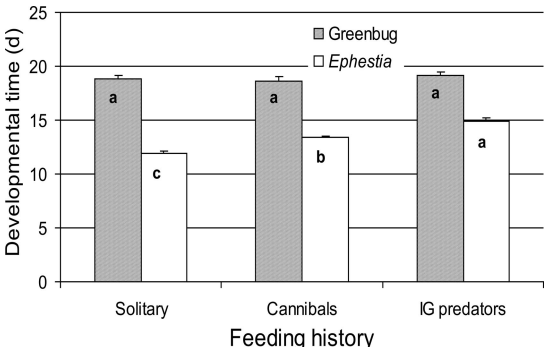 Developmental time (d)
25
20
15
10
5
0
Greenbug
Ephestia
a
c
a
b
a
a
Solitary
Cannibals
IG predators
Feeding history